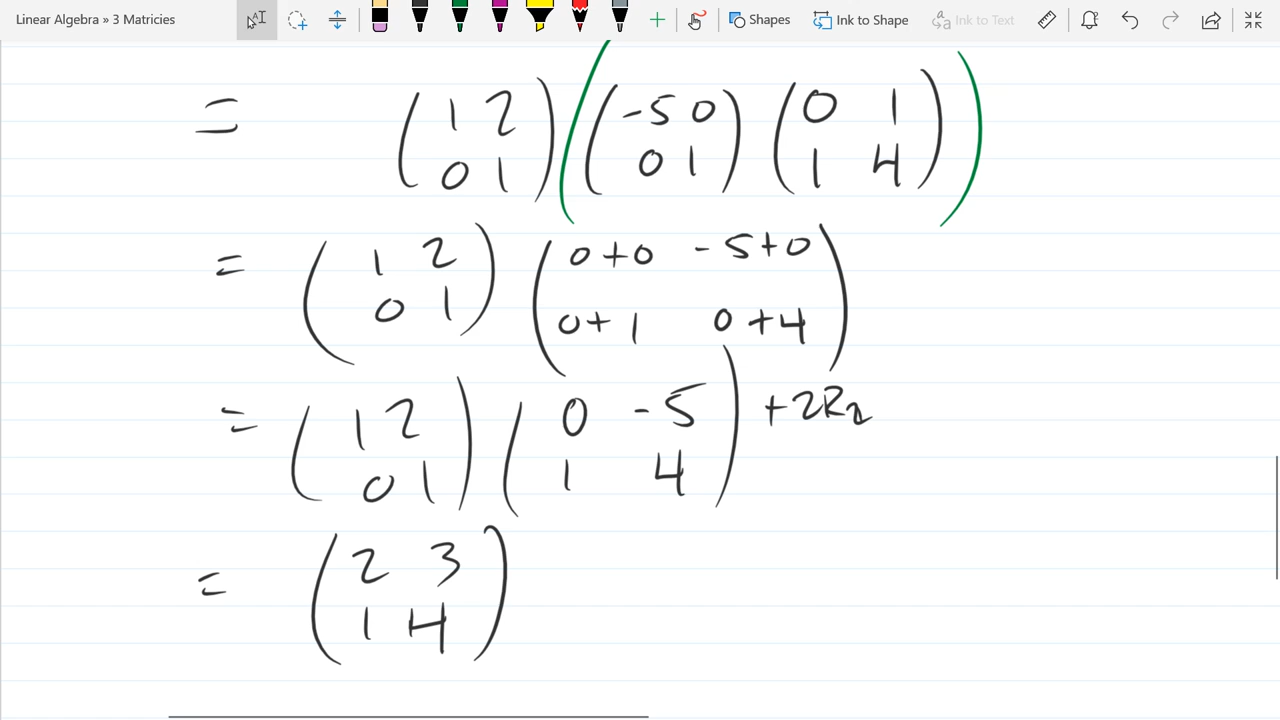 Linear Algebra » 3 Matricies
Shapes Ink to Shape Ink to Text
= (1 2) ((-5 0) (0 1))
(0 1) (0 1) (1 4)
= (1 2) (0+0 -5+0)
(0 1) (0+1 0+4)
= (1 2) (0 -5) +2R2
(0 1) (1 4)
= (2 3)
(1 4)